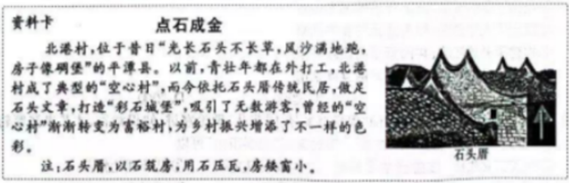 资料卡
点石成金
北港村,位于昔日“光长石头不长草,风沙满地跑,
房子像碉堡”的平潭县。以前,青壮年都在外打工,北港
村成了典型的“空心村”,而今依托石头厝传统民居,做足
石头文章,打造“彩石城堡”,吸引了无数游客,曾经的“空
心村”渐渐转变为富裕村,为乡村振兴增添了不一样的色
彩。
注:石头厝,以石筑房,用石压瓦,房矮窗小。
石头厝